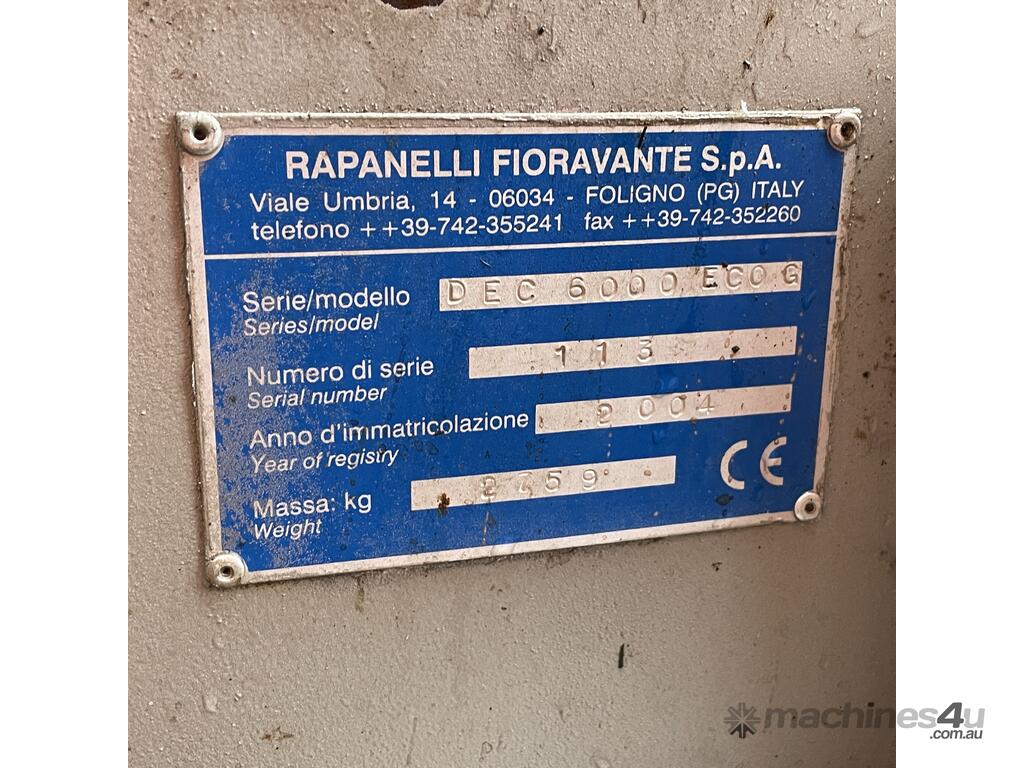 RAPANELLI FIORAVANTE S.p.A.
Viale Umbria, 14 - 06034 - FOLIGNO (PG) ITALY
telefono ++39-742-355241 fax ++39-742-352260
Serie/modello DEC 6000 ECO G
Series/model
Numero di serie 113
Serial number
Anno d'immatricolazione 2004
Year of registry
Massa: kg 2759
Weight
CE
machines4u
.com.au